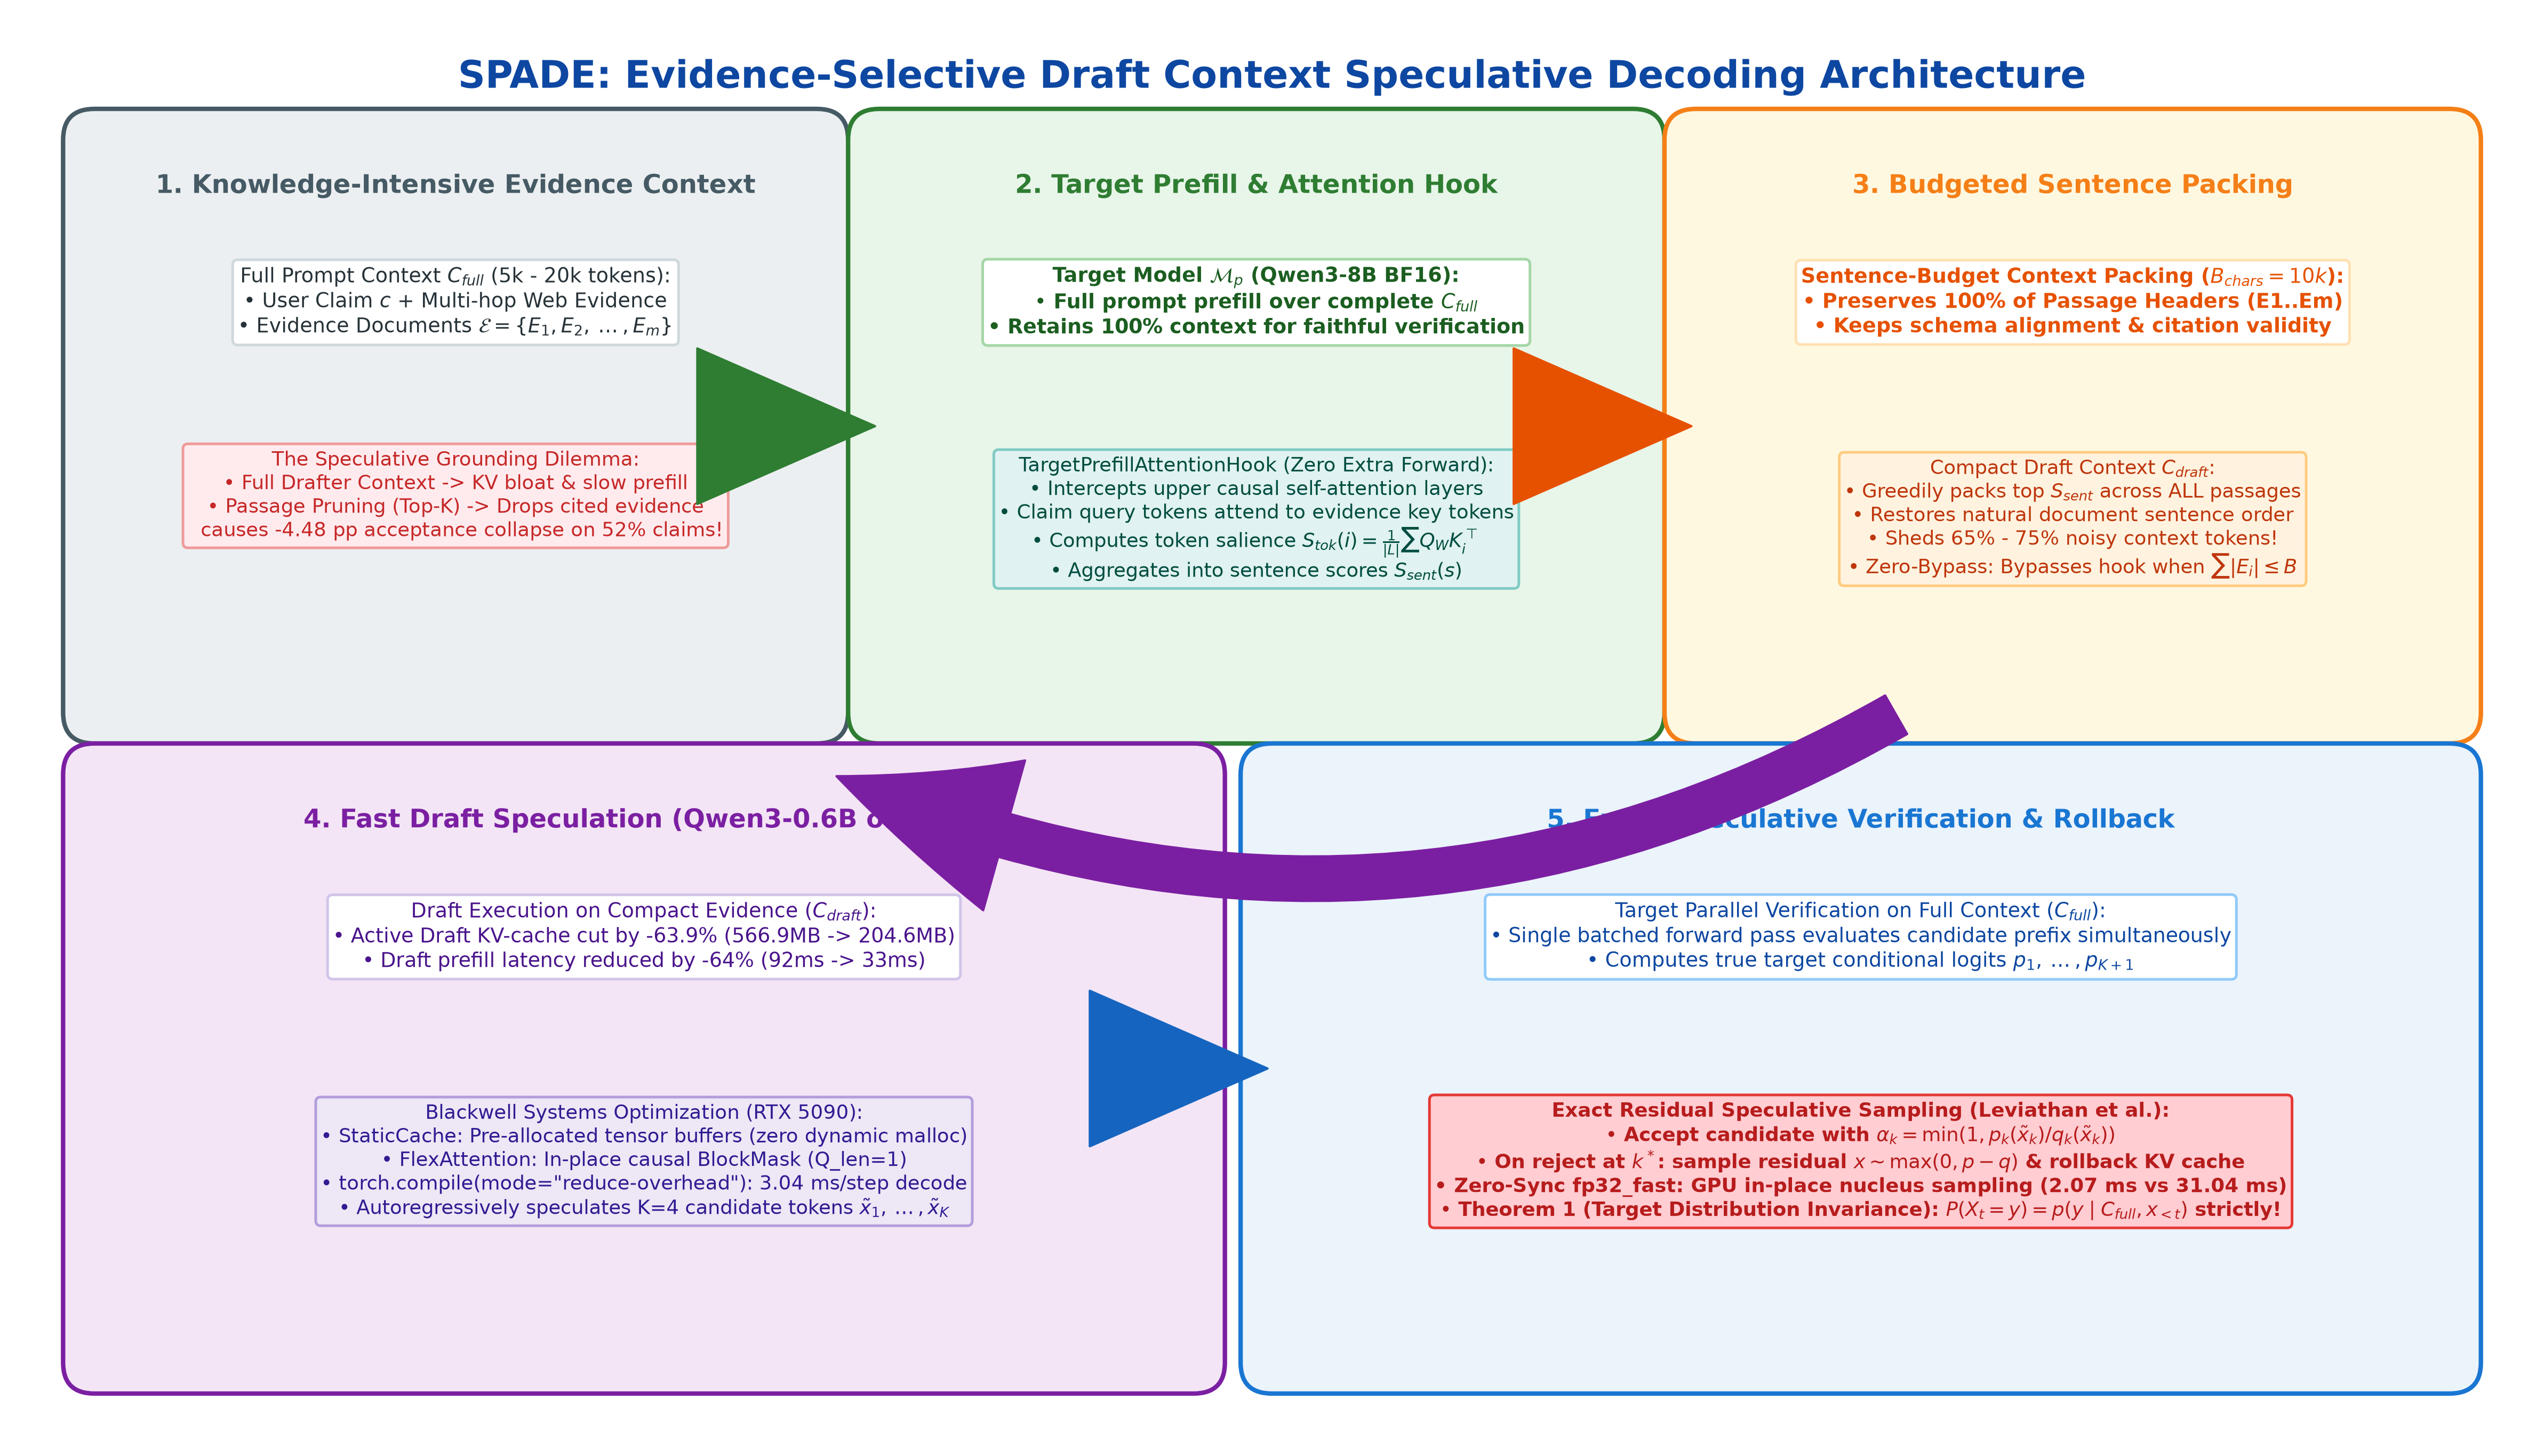 SPADE: Evidence-Selective Draft Context Speculative Decoding Architecture
1. Knowledge-Intensive Evidence Context
Full Prompt Context C_full (5k - 20k tokens):
• User Claim c + Multi-hop Web Evidence
• Evidence Documents ℰ = {E₁, E₂, …, Eₘ}
The Speculative Grounding Dilemma:
• Full Drafter Context -> KV bloat & slow prefill
• Passage Pruning (Top-K) -> Drops cited evidence
causes -4.48 pp acceptance collapse on 52% claims!
2. Target Prefill & Attention Hook
Target Model ℳ_p (Qwen3-8B BF16):
• Full prompt prefill over complete C_full
• Retains 100% context for faithful verification
TargetPrefillAttentionHook (Zero Extra Forward):
• Intercepts upper causal self-attention layers
• Claim query tokens attend to evidence key tokens
• Computes token salience S_tok(i) = 1/|L| ∑ Q_W K_i^⊤
• Aggregates into sentence scores S_sent(s)
3. Budgeted Sentence Packing
Sentence-Budget Context Packing (B_chars = 10k):
• Preserves 100% of Passage Headers (E1..Em)
• Keeps schema alignment & citation validity
Compact Draft Context C_draft:
• Greedily packs top S_sent across ALL passages
• Restores natural document sentence order
• Sheds 65% - 75% noisy context tokens!
• Zero-Bypass: Bypasses hook when ∑|E_i| ≤ B
4. Fast Draft Speculation (Qwen3-0.6B
Draft Execution on Compact Evidence (C_draft):
• Active Draft KV-cache cut by -63.9% (566.9MB -> 204.6MB)
• Draft prefill latency reduced by -64% (92ms -> 33ms)
Blackwell Systems Optimization (RTX 5090):
• StaticCache: Pre-allocated tensor buffers (zero dynamic malloc)
• FlexAttention: In-place causal BlockMask (Q_len=1)
• torch.compile(mode="reduce-overhead"): 3.04 ms/step decode
• Autoregressively speculates K=4 candidate tokens x̃₁, …, x̃_K
5. Verification & Rollback
Target Parallel Verification on Full Context (C_full):
• Single batched forward pass evaluates candidate prefix simultaneously
• Computes true target conditional logits p₁, …, p_{K+1}
Exact Residual Speculative Sampling (Leviathan et al.):
• Accept candidate with α_k = min(1, p_k(x̃_k)/q_k(x̃_k))
• On reject at k*: sample residual x ~ max(0, p − q) & rollback KV cache
• Zero-Sync fp32_fast: GPU in-place nucleus sampling (2.07 ms vs 31.04 ms)
• Theorem 1 (Target Distribution Invariance): P(X_t = y) = p(y | C_full, x_{<t}) strictly!